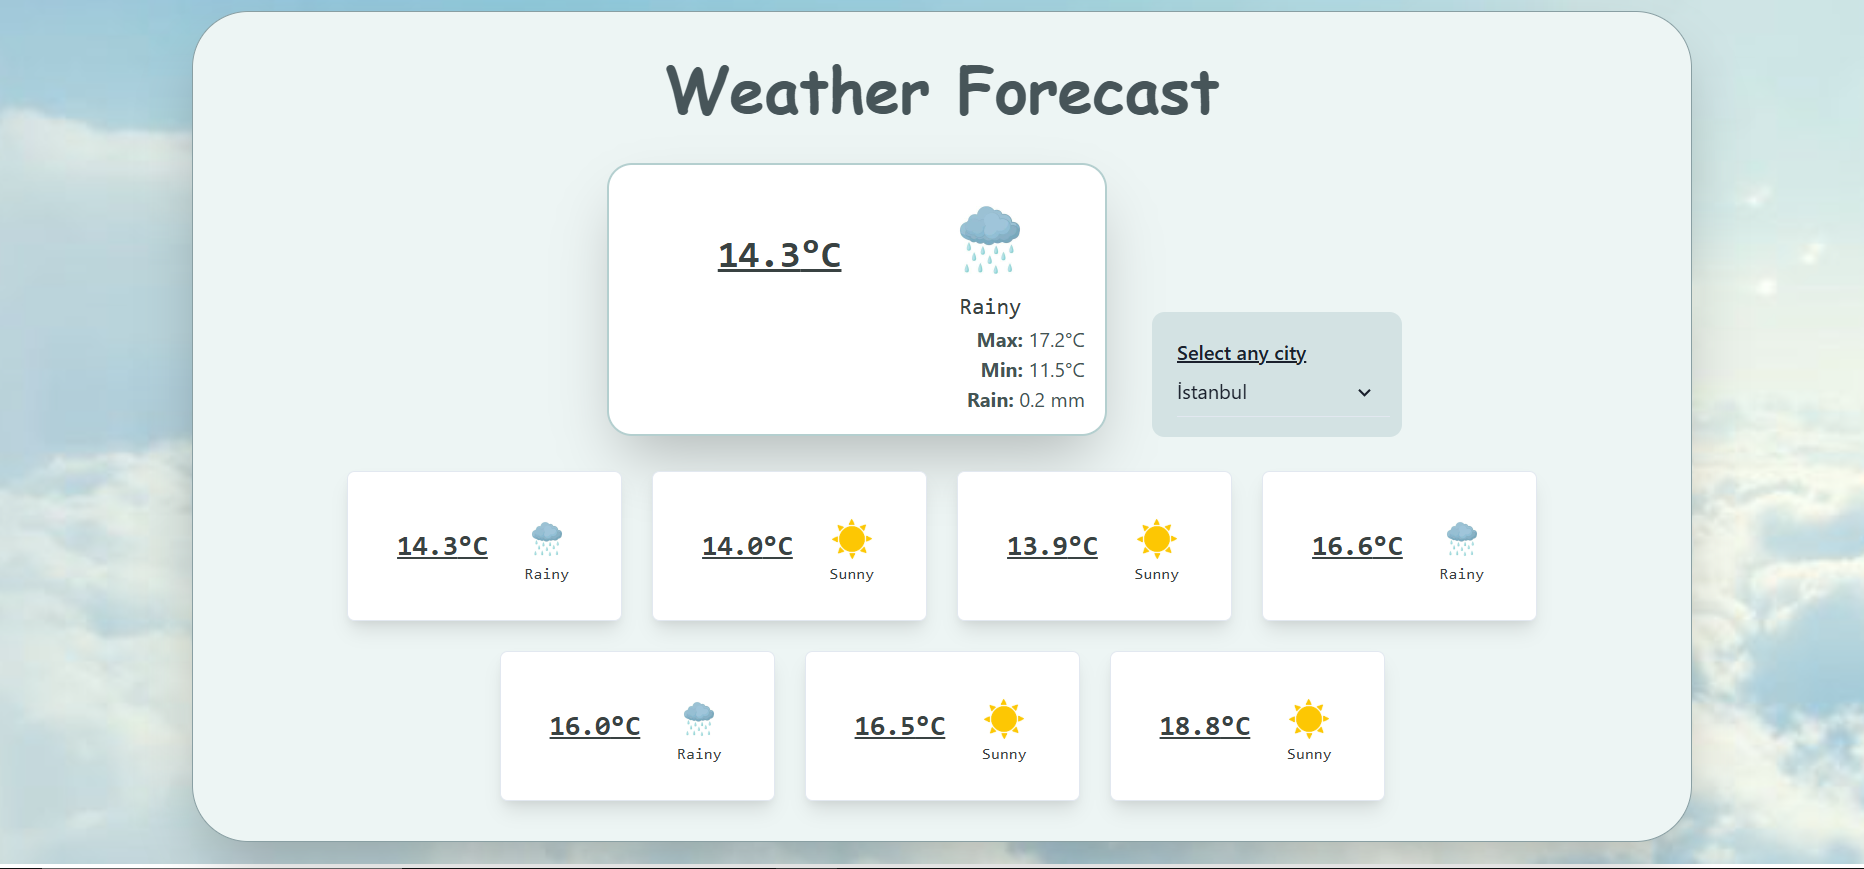 Weather Forecast
14.3°C
Rainy
Max: 17.2°C
Min: 11.5°C
Rain: 0.2 mm
Select any city
İstanbul
14.3°C
Rainy
14.0°C
Sunny
13.9°C
Sunny
16.6°C
Rainy
16.0°C
Rainy
16.5°C
Sunny
18.8°C
Sunny